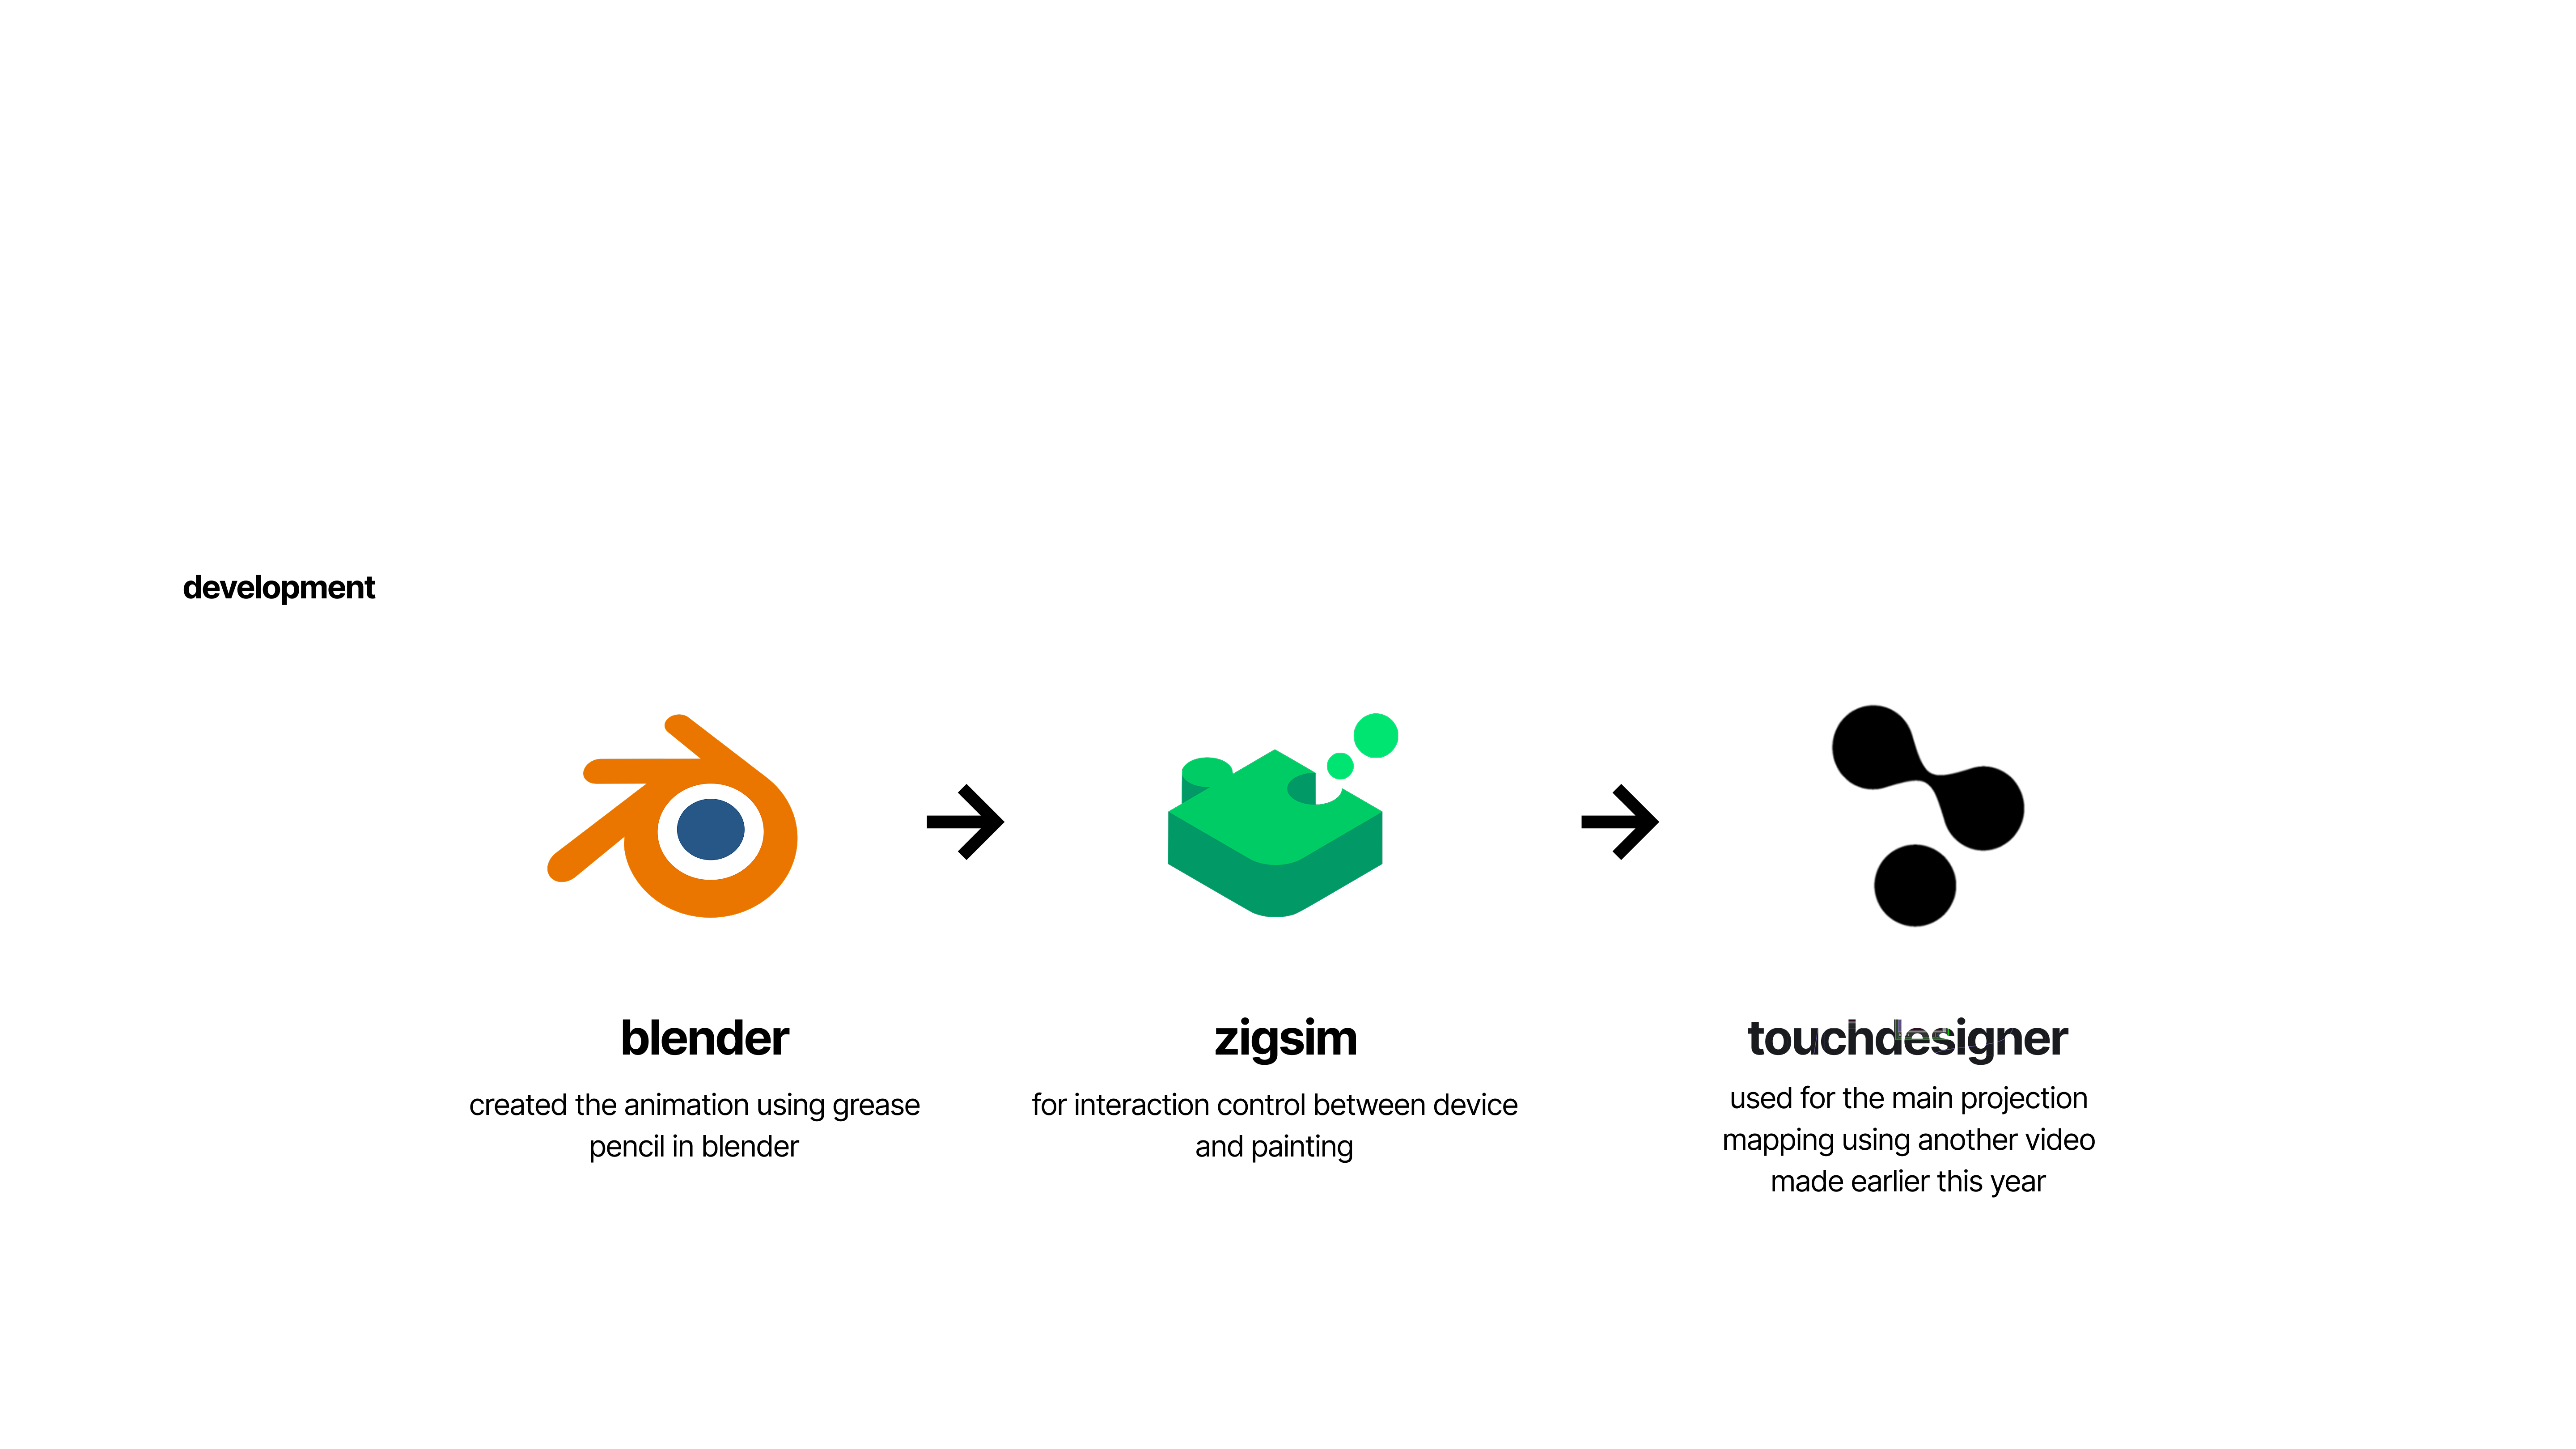 development
blender
created the animation using grease
pencil in blender
zigsim
for interaction control between device
and painting
touchdesigner
used for the main projection
mapping using another video
made earlier this year